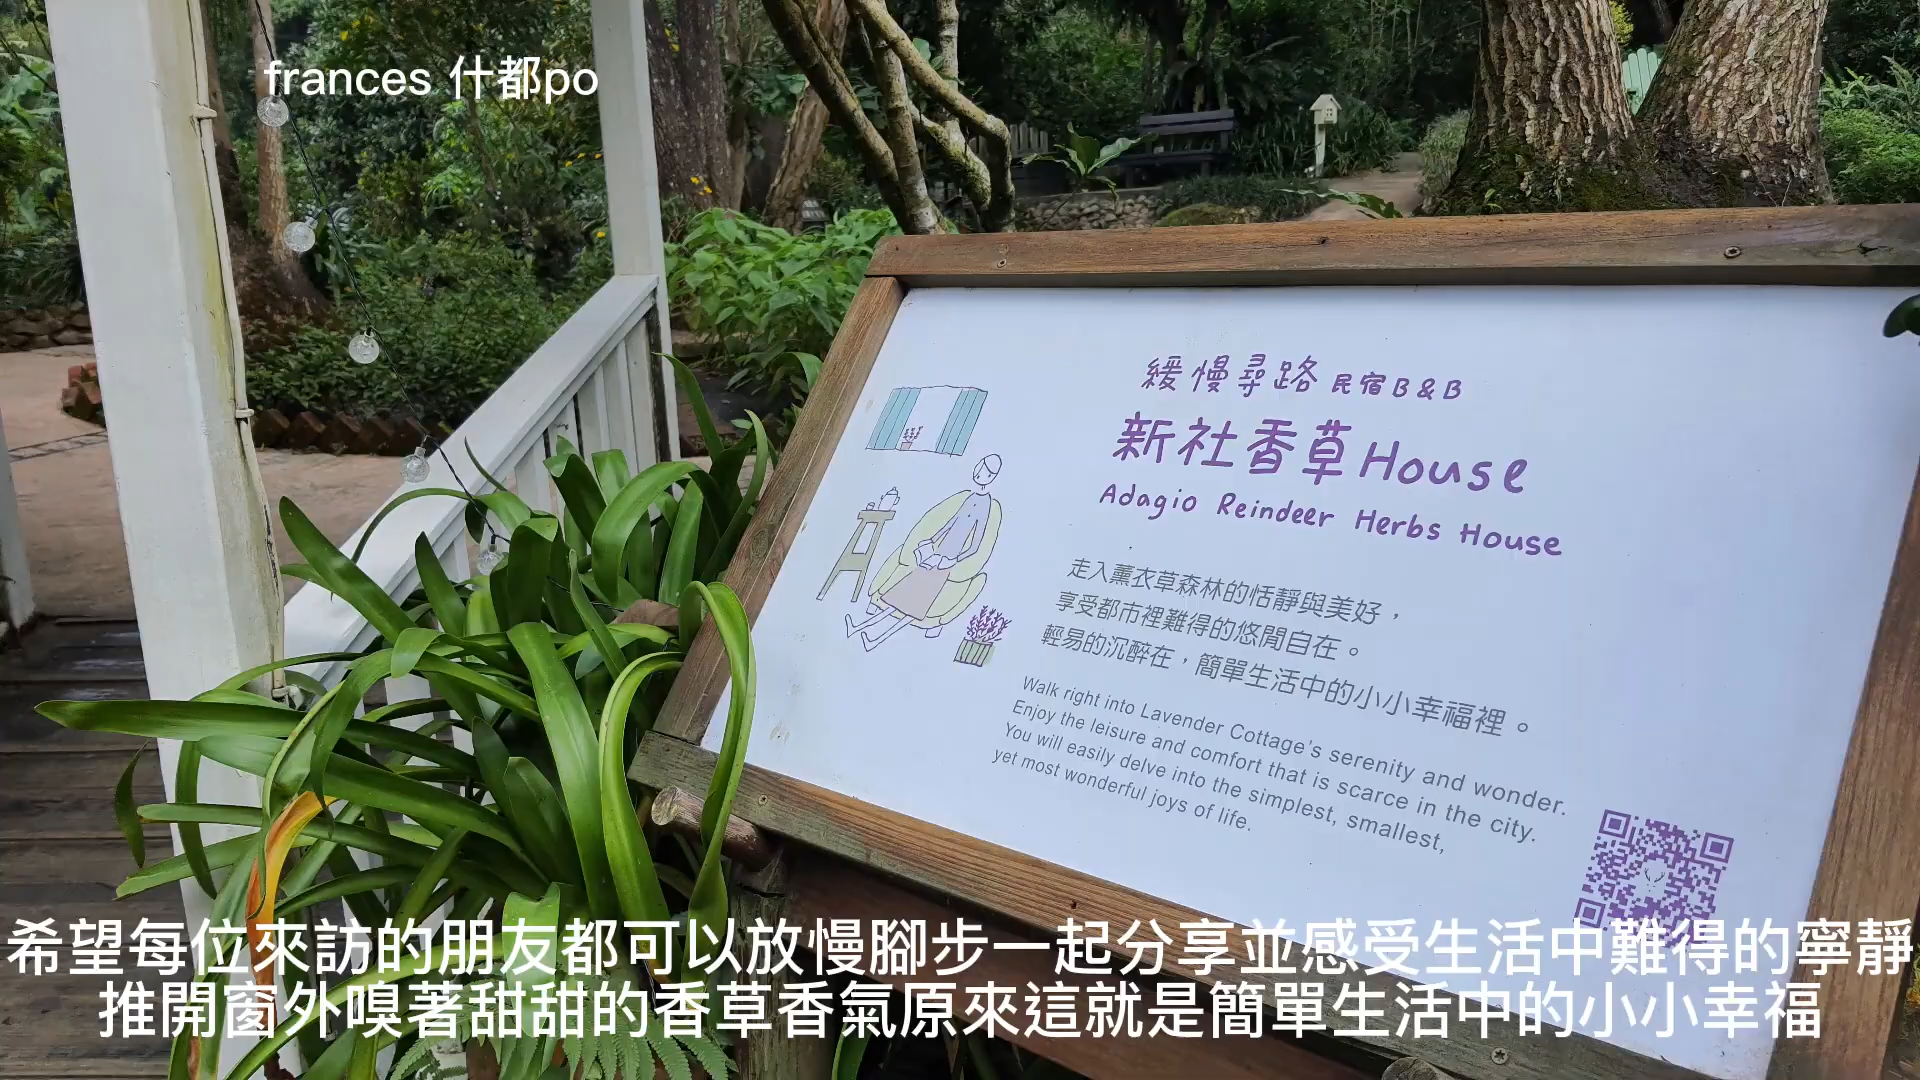 frances 什都po
緩慢尋路 民宿B&B
新社香草House
Adagio Reindeer Herbs House
走入薰衣草森林的恬靜與美好，
享受都市裡難得的悠閒自在。
輕易的沉醉在，簡單生活中的小小幸福裡。
Walk right into Lavender Cottage's serenity and wonder.
Enjoy the leisure and comfort that is scarce in the city.
You will easily delve into the simplest, smallest,
yet most wonderful joys of life.
希望每位來訪的朋友都可以放慢腳步一起分享並感受生活中難得的寧靜
推開窗外嗅著甜甜的香草香氣原來這就是簡單生活中的小小幸福